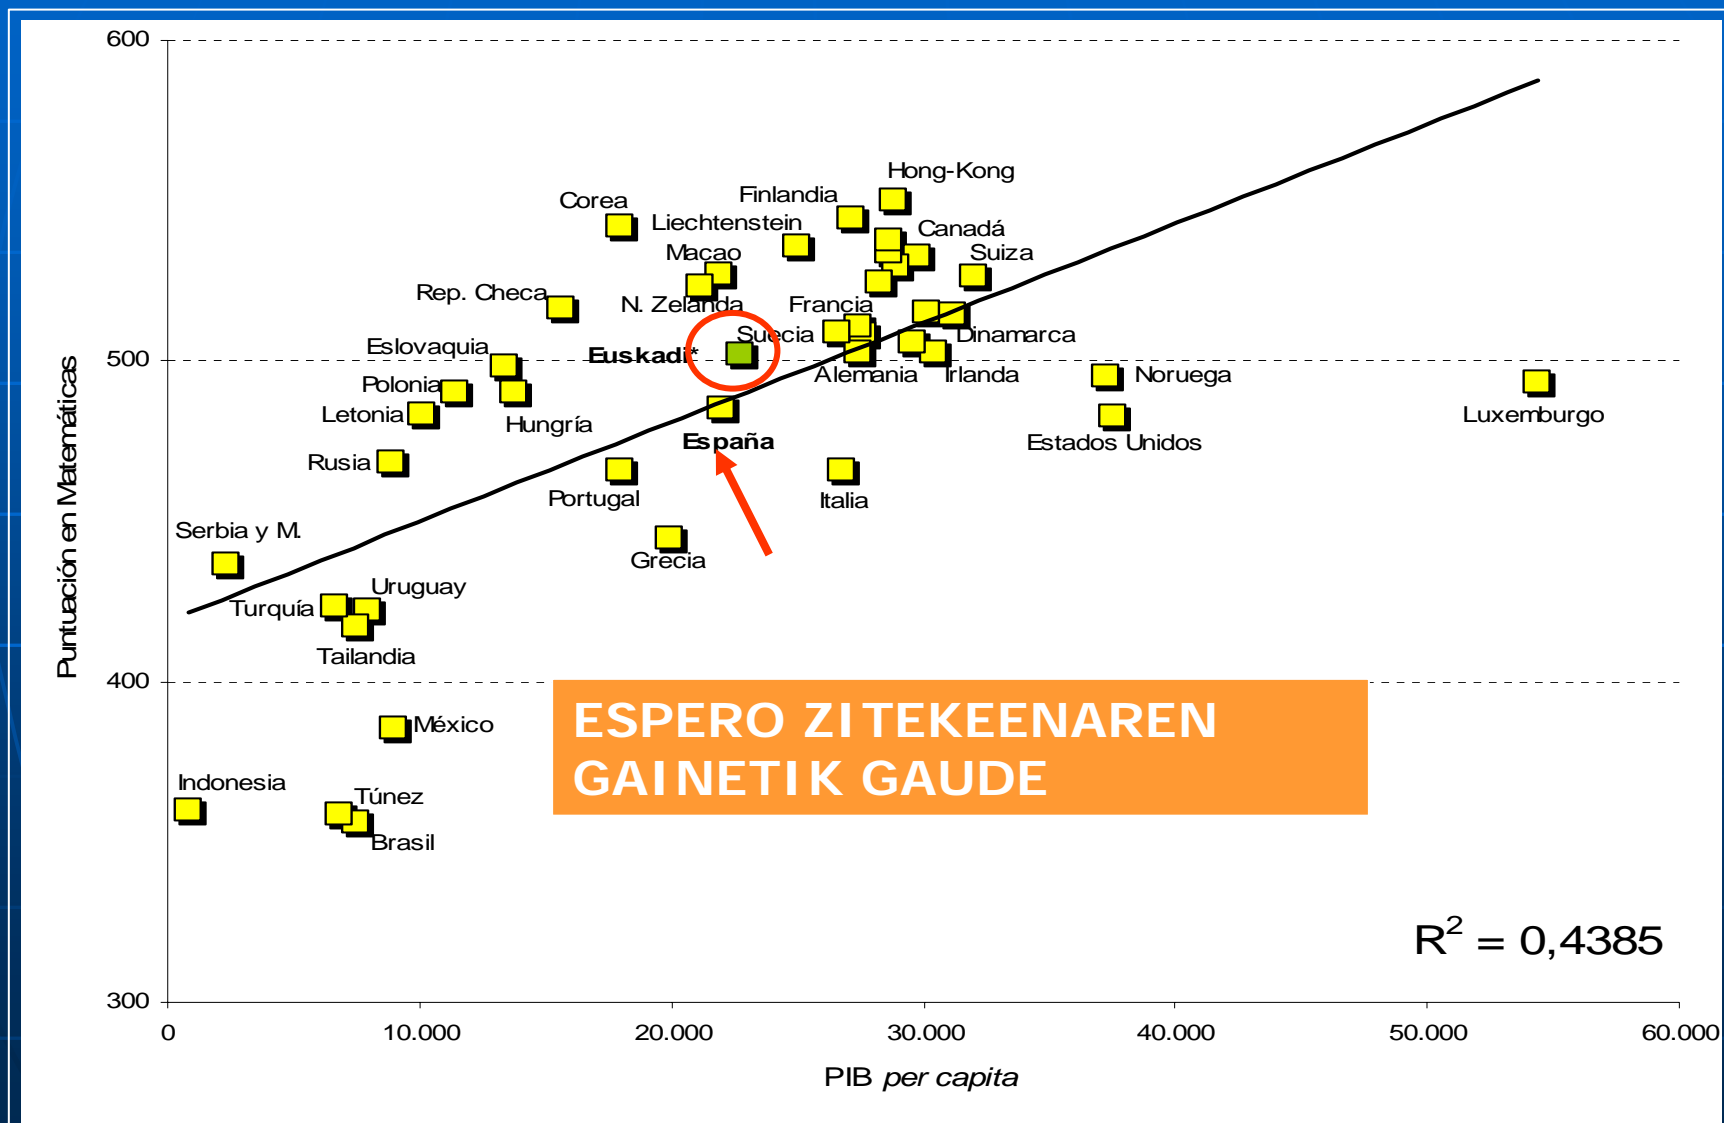 600
500
400
300
Puntuación en Matemáticas
Hong-Kong
Finlandia
Corea
Liechtenstein
Canadá
Macao
Suiza
Rep. Checa
N. Zelanda
Francia
Suecia
Dinamarca
Eslovaquia
Euskadi*
Alemania
Irlanda
Noruega
Polonia
Letonia
Hungría
Luxemburgo
España
Estados Unidos
Rusia
Portugal
Italia
Serbia y M.
Grecia
Uruguay
Turquía
Tailandia
México
Indonesia
Túnez
Brasil
ESPERO ZITEKEENAREN
GAINETIK GAUDE
R² = 0,4385
0
10.000
20.000
30.000
40.000
50.000
60.000
PIB per capita